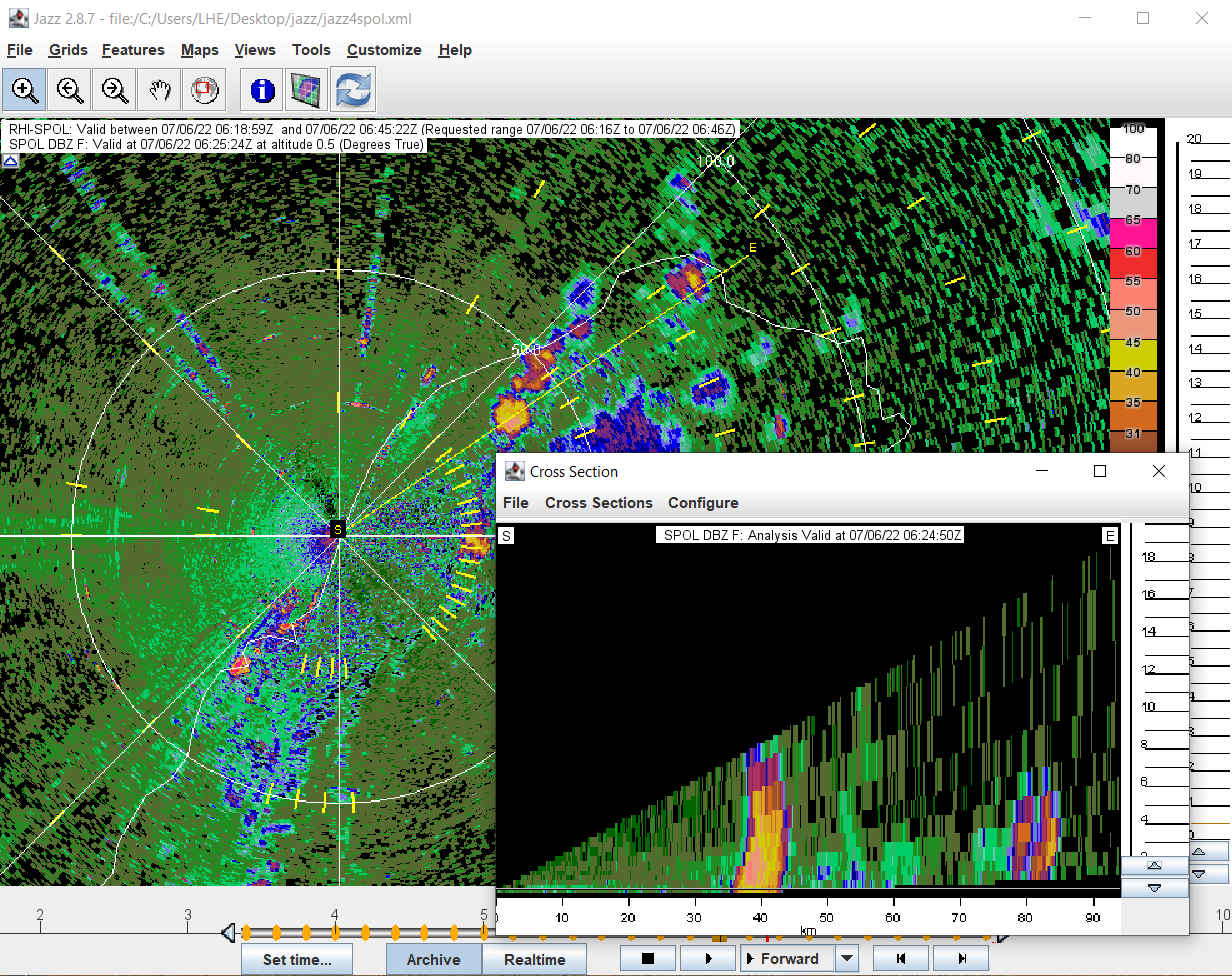 Jazz 2.8.7 - file:/C:/Users/LHE/Desktop/jazz/jazz4spol.xml
File Grids Features Maps Views Tools Customize Help
RHI-SPOL: Valid between 07/06/22 06:18:59Z and 07/06/22 06:45:22Z (Requested range 07/06/22 06:16Z to 07/06/22 06:46Z)
SPOL DBZ F: Valid at 07/06/22 06:25:24Z at altitude 0.5 (Degrees True)
100.0
100
80
70
65
60
55
50
45
40
35
31
20
19
18
17
16
15
14
13
12
11
10
E
50.0
S
Cross Section
File Cross Sections Configure
S
SPOL DBZ F: Analysis Valid at 07/06/22 06:24:50Z
E
18
16
14
12
10
8
6
4
0 10 20 30 40 50 60 70 80 90
km
2 3 4 5 10
Set time... Archive Realtime Forward